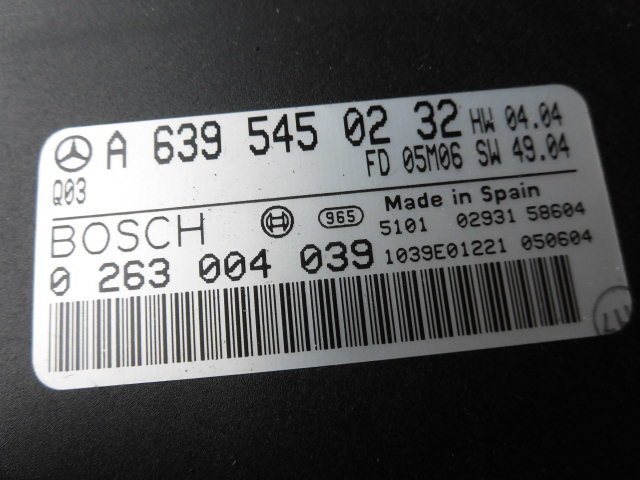 A 639 545 02 32 HW 04.04
Q03 FD 05M06 SW 49.04
BOSCH 965 Made in Spain
5101 02931 58604
0 263 004 039 1039E01221 050604